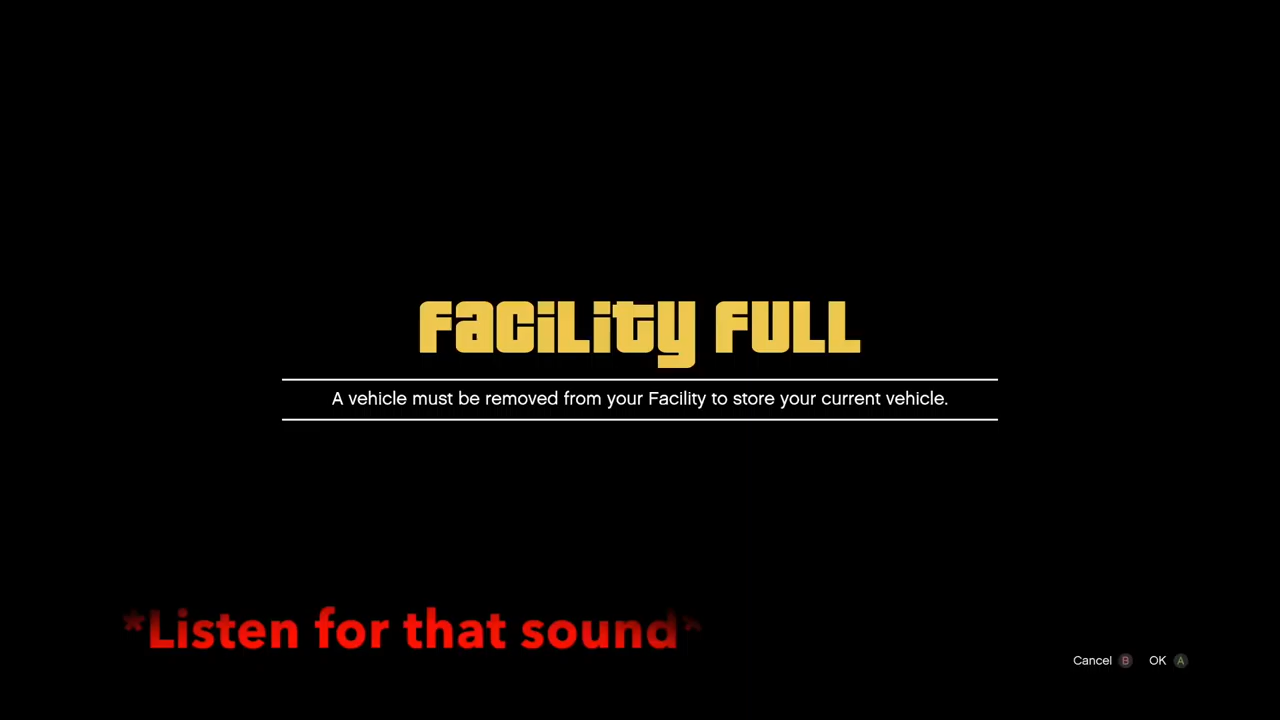 FaciLity FULL
A vehicle must be removed from your Facility to store your current vehicle.
*Listen for that sound*
Cancel B OK A